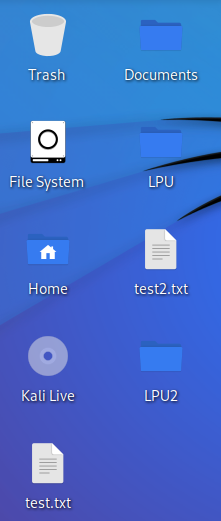 Trash
Documents
File System
LPU
Home
test2.txt
Kali Live
LPU2
test.txt